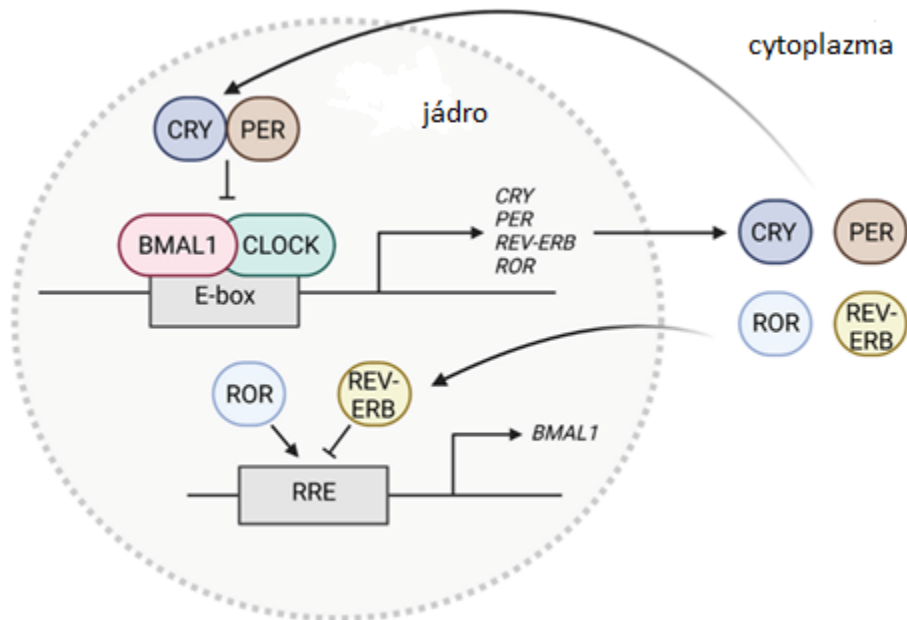 cytoplazma
jádro
CRY PER
CRY
PER
REV-ERB
ROR
BMAL1 CLOCK
E-box
CRY PER
ROR REV-
ERB
ROR REV-
ERB
BMAL1
RRE